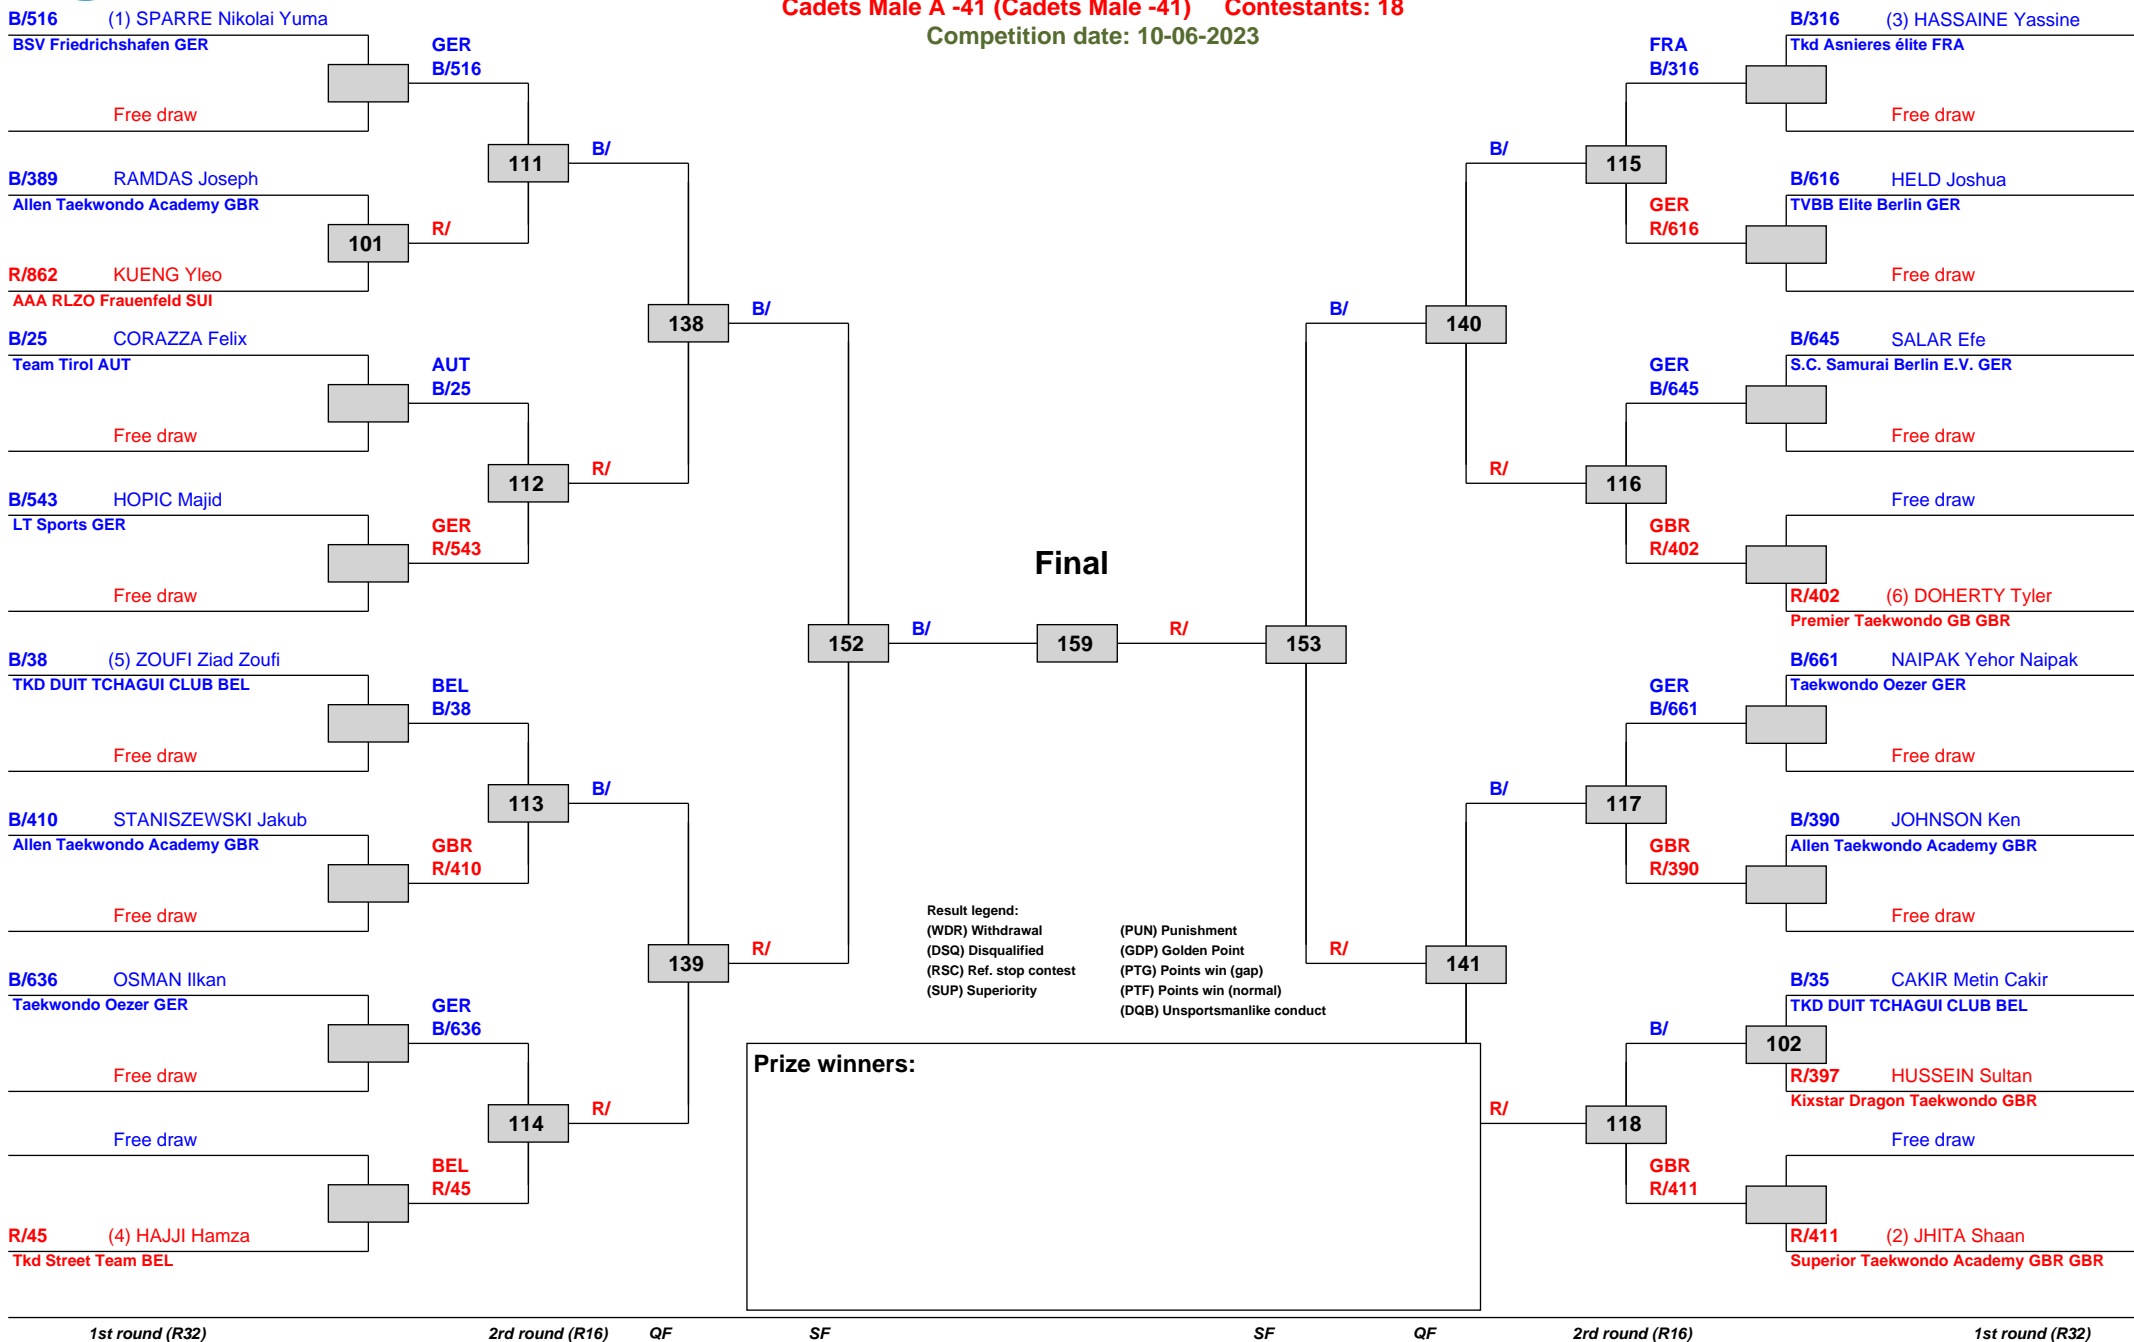 Cadets Male A -41 (Cadets Male -41) Contestants: 18
Competition date: 10-06-2023
B/516 (1) SPARRE Nikolai Yuma
BSV Friedrichshafen GER
Free draw
B/389 RAMDAS Joseph
Allen Taekwondo Academy GBR
R/862 KUENG Yleo
AAA RLZO Frauenfeld SUI
B/25 CORAZZA Felix
Team Tirol AUT
Free draw
B/543 HOPIC Majid
LT Sports GER
Free draw
B/38 (5) ZOUFI Ziad Zoufi
TKD DUIT TCHAGUI CLUB BEL
Free draw
B/410 STANISZEWSKI Jakub
Allen Taekwondo Academy GBR
Free draw
B/636 OSMAN Ilkan
Taekwondo Oezer GER
Free draw
Free draw
R/45 (4) HAJJI Hamza
Tkd Street Team BEL
101
GER
B/516
R/
AUT
B/25
GER
R/543
BEL
B/38
GBR
R/410
GER
B/636
BEL
R/45
111
112
113
114
B/
R/
B/
R/
138
139
B/
R/
152
B/
Final
159
R/
153
B/
R/
140
141
B/
R/
B/
R/
115
116
117
118
FRA
B/316
GER
R/616
GER
B/645
GBR
R/402
GER
B/661
GBR
R/390
B/
GBR
R/411
102
B/316 (3) HASSAINE Yassine
Tkd Asnieres élite FRA
Free draw
B/616 HELD Joshua
TVBB Elite Berlin GER
Free draw
B/645 SALAR Efe
S.C. Samurai Berlin E.V. GER
Free draw
Free draw
R/402 (6) DOHERTY Tyler
Premier Taekwondo GB GBR
B/661 NAIPAK Yehor Naipak
Taekwondo Oezer GER
Free draw
B/390 JOHNSON Ken
Allen Taekwondo Academy GBR
Free draw
B/35 CAKIR Metin Cakir
TKD DUIT TCHAGUI CLUB BEL
R/397 HUSSEIN Sultan
Kixstar Dragon Taekwondo GBR
Free draw
R/411 (2) JHITA Shaan
Superior Taekwondo Academy GBR GBR
Result legend:
(WDR) Withdrawal (PUN) Punishment
(DSQ) Disqualified (GDP) Golden Point
(RSC) Ref. stop contest (PTG) Points win (gap)
(SUP) Superiority (PTF) Points win (normal)
(DQB) Unsportsmanlike conduct
Prize winners:
1st round (R32) 2rd round (R16) QF SF SF QF 2rd round (R16) 1st round (R32)